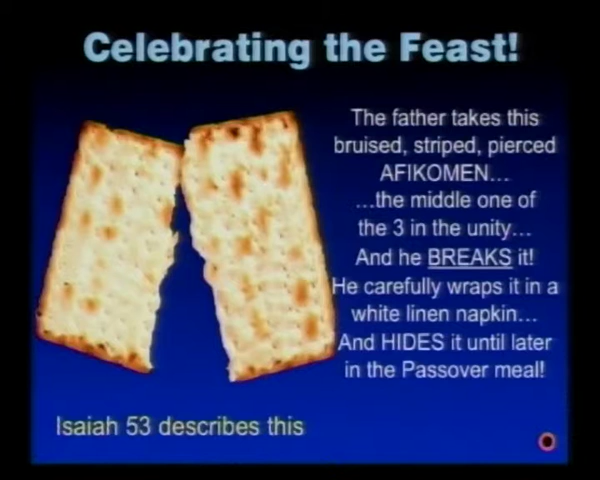 Celebrating the Feast!
The father takes this
bruised, striped, pierced
AFIKOMEN...
...the middle one of
the 3 in the unity...
And he BREAKS it!
He carefully wraps it in a
white linen napkin...
And HIDES it until later
in the Passover meal!
Isaiah 53 describes this